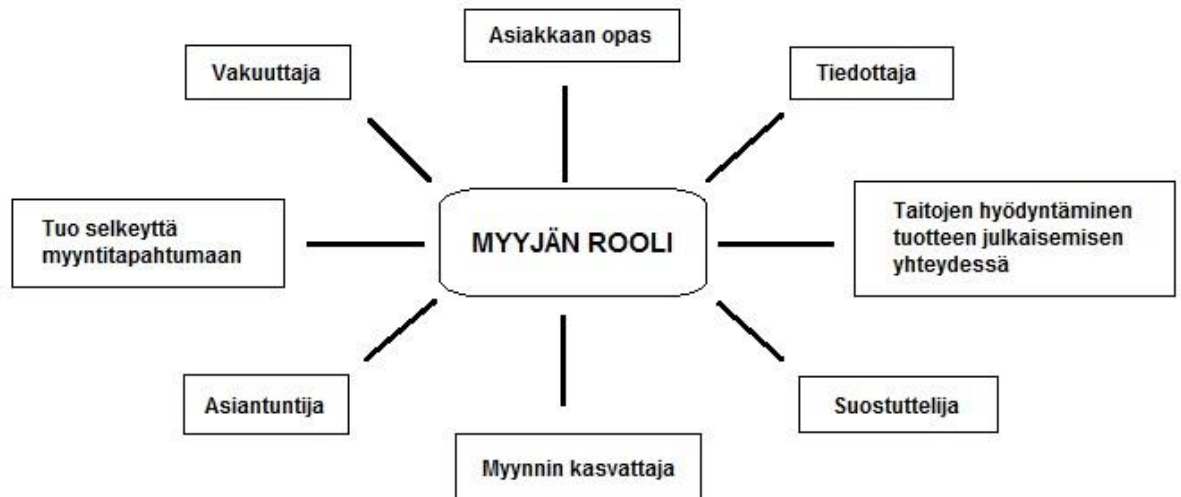 Asiakkaan opas
Vakuuttaja
Tiedottaja
Tuo selkeyttä
myyntitapahtumaan
MYYJÄN ROOLI
Taitojen hyödyntäminen
tuotteen julkaisemisen
yhteydessä
Asiantuntija
Suostuttelija
Myynnin kasvattaja